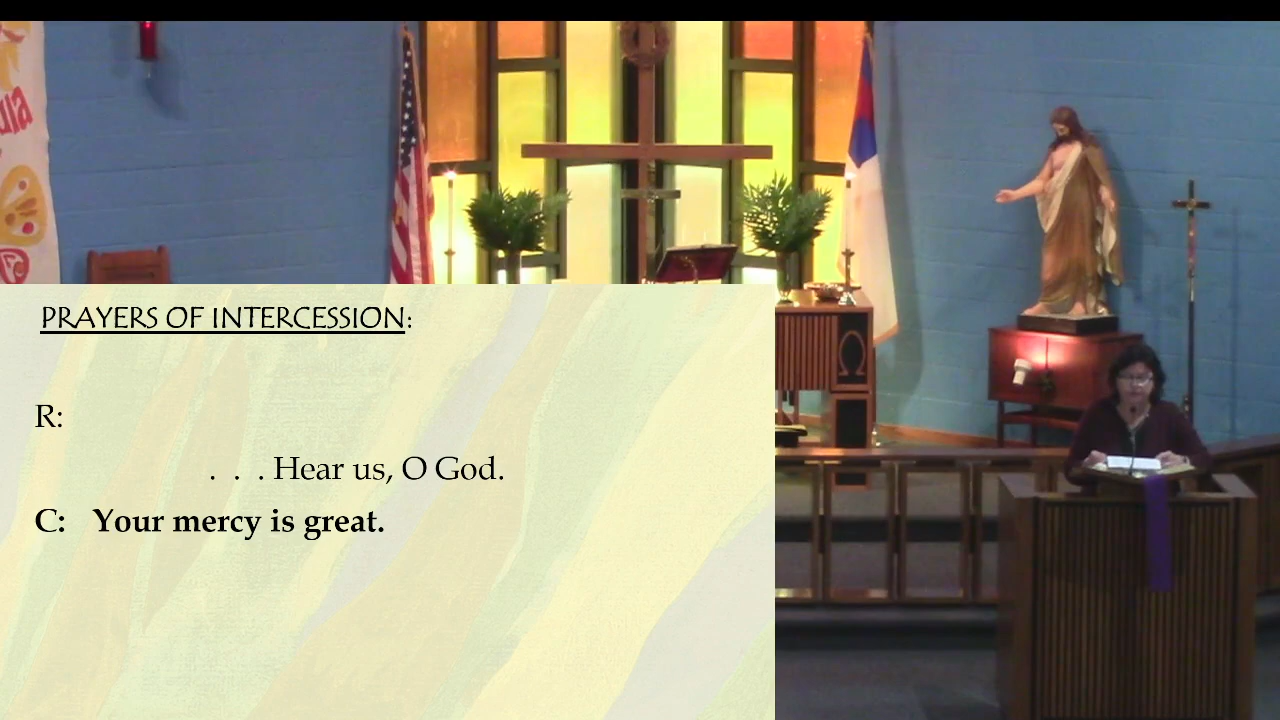 PRAYERS OF INTERCESSION:
R:
. . . Hear us, O God.
C: Your mercy is great.